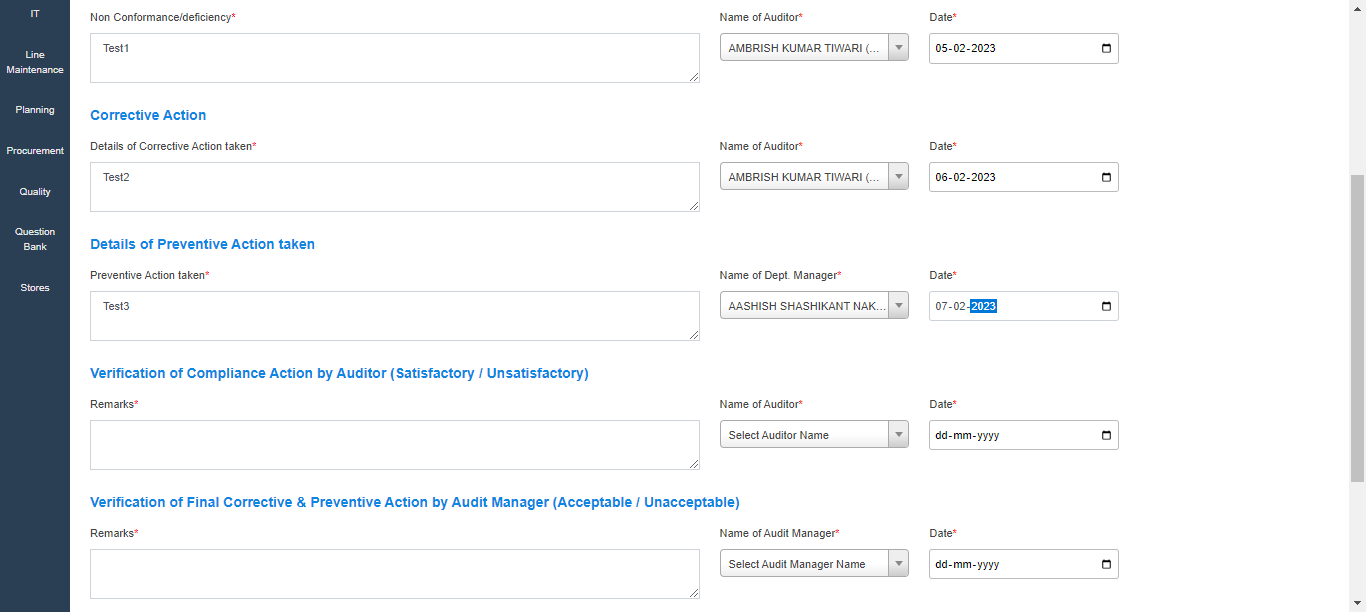 IT
Line
Maintenance
Planning
Procurement
Quality
Question
Bank
Stores
Non Conformance/deficiency* Name of Auditor* Date*
Test1 AMBRISH KUMAR TIWARI (... 05-02-2023
Corrective Action
Details of Corrective Action taken* Name of Auditor* Date*
Test2 AMBRISH KUMAR TIWARI (... 06-02-2023
Details of Preventive Action taken
Preventive Action taken* Name of Dept. Manager* Date*
Test3 AASHISH SHASHIKANT NAK... 07-02-2023
Verification of Compliance Action by Auditor (Satisfactory / Unsatisfactory)
Remarks* Name of Auditor* Date*
Select Auditor Name dd-mm-yyyy
Verification of Final Corrective & Preventive Action by Audit Manager (Acceptable / Unacceptable)
Remarks* Name of Audit Manager* Date*
Select Audit Manager Name dd-mm-yyyy